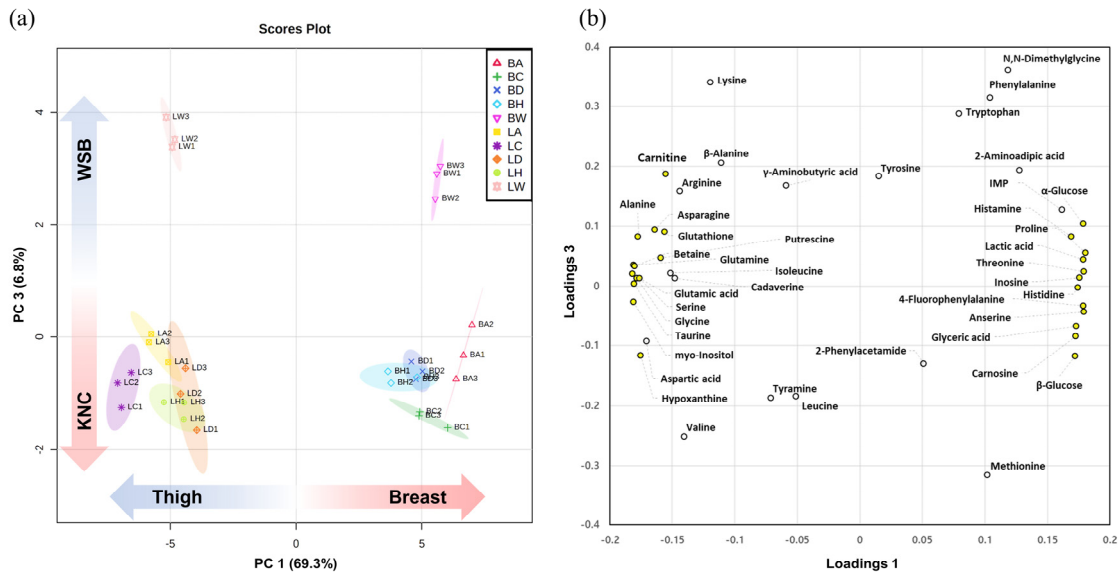 (a)
Scores Plot
BA
BC
BD
BH
BW
LA
LC
LD
LH
LW
WSB
KNC
PC 3 (6.8%)
4
2
0
-2
LW3
LW2
LW1
BW3
BW1
BW2
BA2
BA1
BA3
BD1
BD2
BH1
BH2
BC2
BC3
BC1
LA2
LA3
LA1
LD3
LC3
LC2
LC1
LD2
LH1
LH3
LH2
LD1
Thigh
Breast
-5
0
5
PC 1 (69.3%)
(b)
Loadings 3
0.4
0.3
0.2
0.1
0
-0.1
-0.2
-0.3
0.4
N,N-Dimethylglycine
Lysine
Phenylalanine
Tryptophan
Carnitine
β-Alanine
2-Aminoadipic acid
Tyrosine
γ-Aminobutyric acid
IMP
Arginine
α-Glucose
Alanine
Histamine
Asparagine
Proline
Glutathione
Putrescine
Lactic acid
Betaine
Glutamine
Threonine
Isoleucine
Inosine
Cadaverine
Histidine
Glutamic acid
4-Fluorophenylalanine
Serine
Anserine
Glycine
Glyceric acid
Taurine
2-Phenylacetamide
myo-Inositol
Carnosine
Aspartic acid
β-Glucose
Hypoxanthine
Tyramine
Leucine
Valine
Methionine
-0.2
-0.15
-0.1
-0.05
0
0.05
0.1
0.15
0.2
Loadings 1